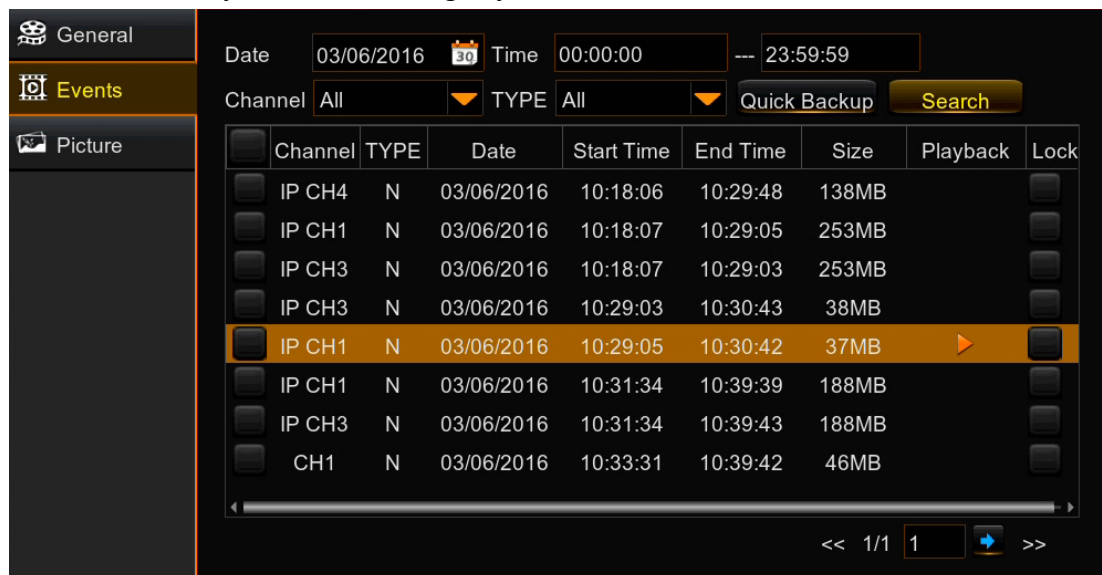 General
Events
Picture
Date 03/06/2016 30 Time 00:00:00 --- 23:59:59
Channel All TYPE All Quick Backup Search
Channel TYPE Date Start Time End Time Size Playback Lock
IP CH4 N 03/06/2016 10:18:06 10:29:48 138MB
IP CH1 N 03/06/2016 10:18:07 10:29:05 253MB
IP CH3 N 03/06/2016 10:18:07 10:29:03 253MB
IP CH3 N 03/06/2016 10:29:03 10:30:43 38MB
IP CH1 N 03/06/2016 10:29:05 10:30:42 37MB
IP CH1 N 03/06/2016 10:31:34 10:39:39 188MB
IP CH3 N 03/06/2016 10:31:34 10:39:43 188MB
CH1 N 03/06/2016 10:33:31 10:39:42 46MB
<< 1/1 1 >>